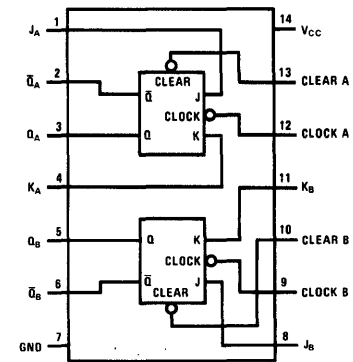 J_A 1 14 V_CC
Q̅_A 2 CLEAR 13 CLEAR A
Q̅ J
CLOCK
Q_A 3 Q K 12 CLOCK A
K_A 4 11 K_B
Q_B 5 Q K 10 CLEAR B
CLOCK
Q̅_B 6 Q̅ J 9 CLOCK B
CLEAR
GND 7 8 J_B